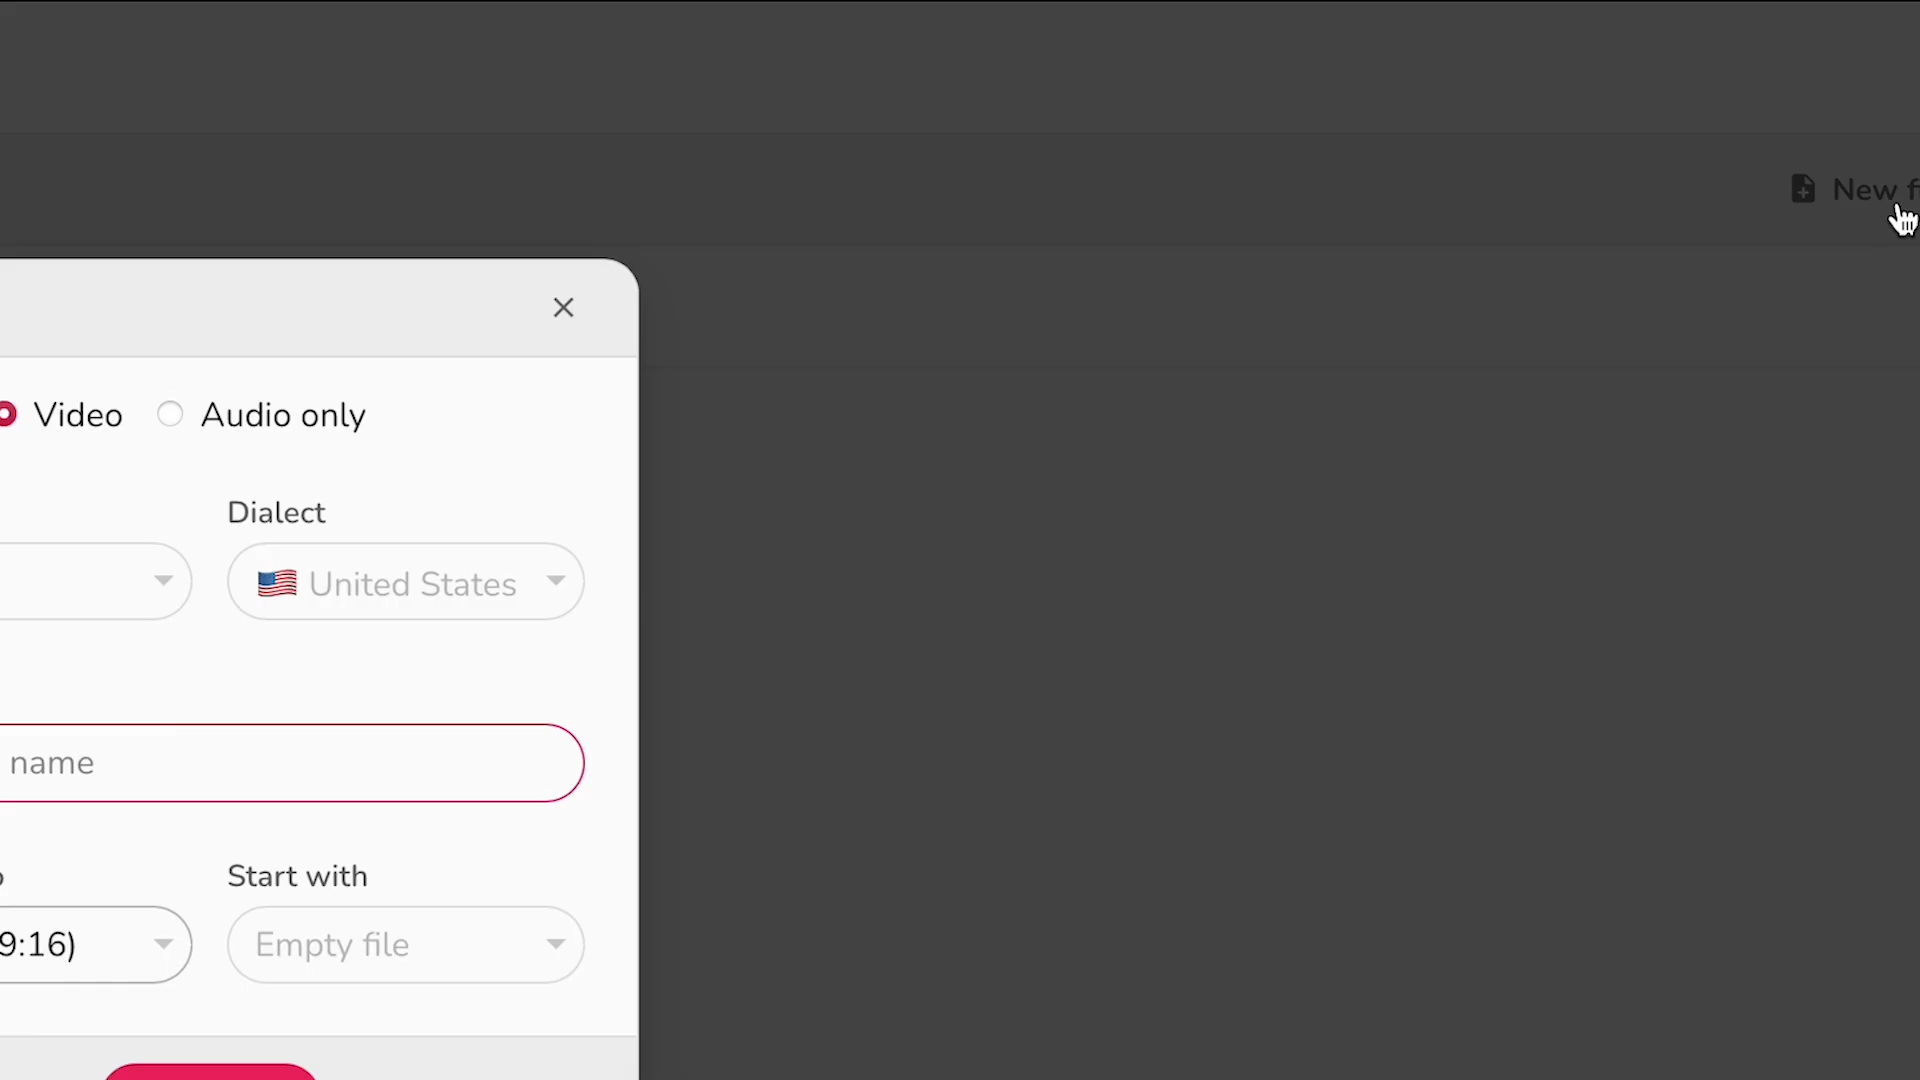 New
Video
Audio only
Dialect
United States
name
Start with
9:16)
Empty file